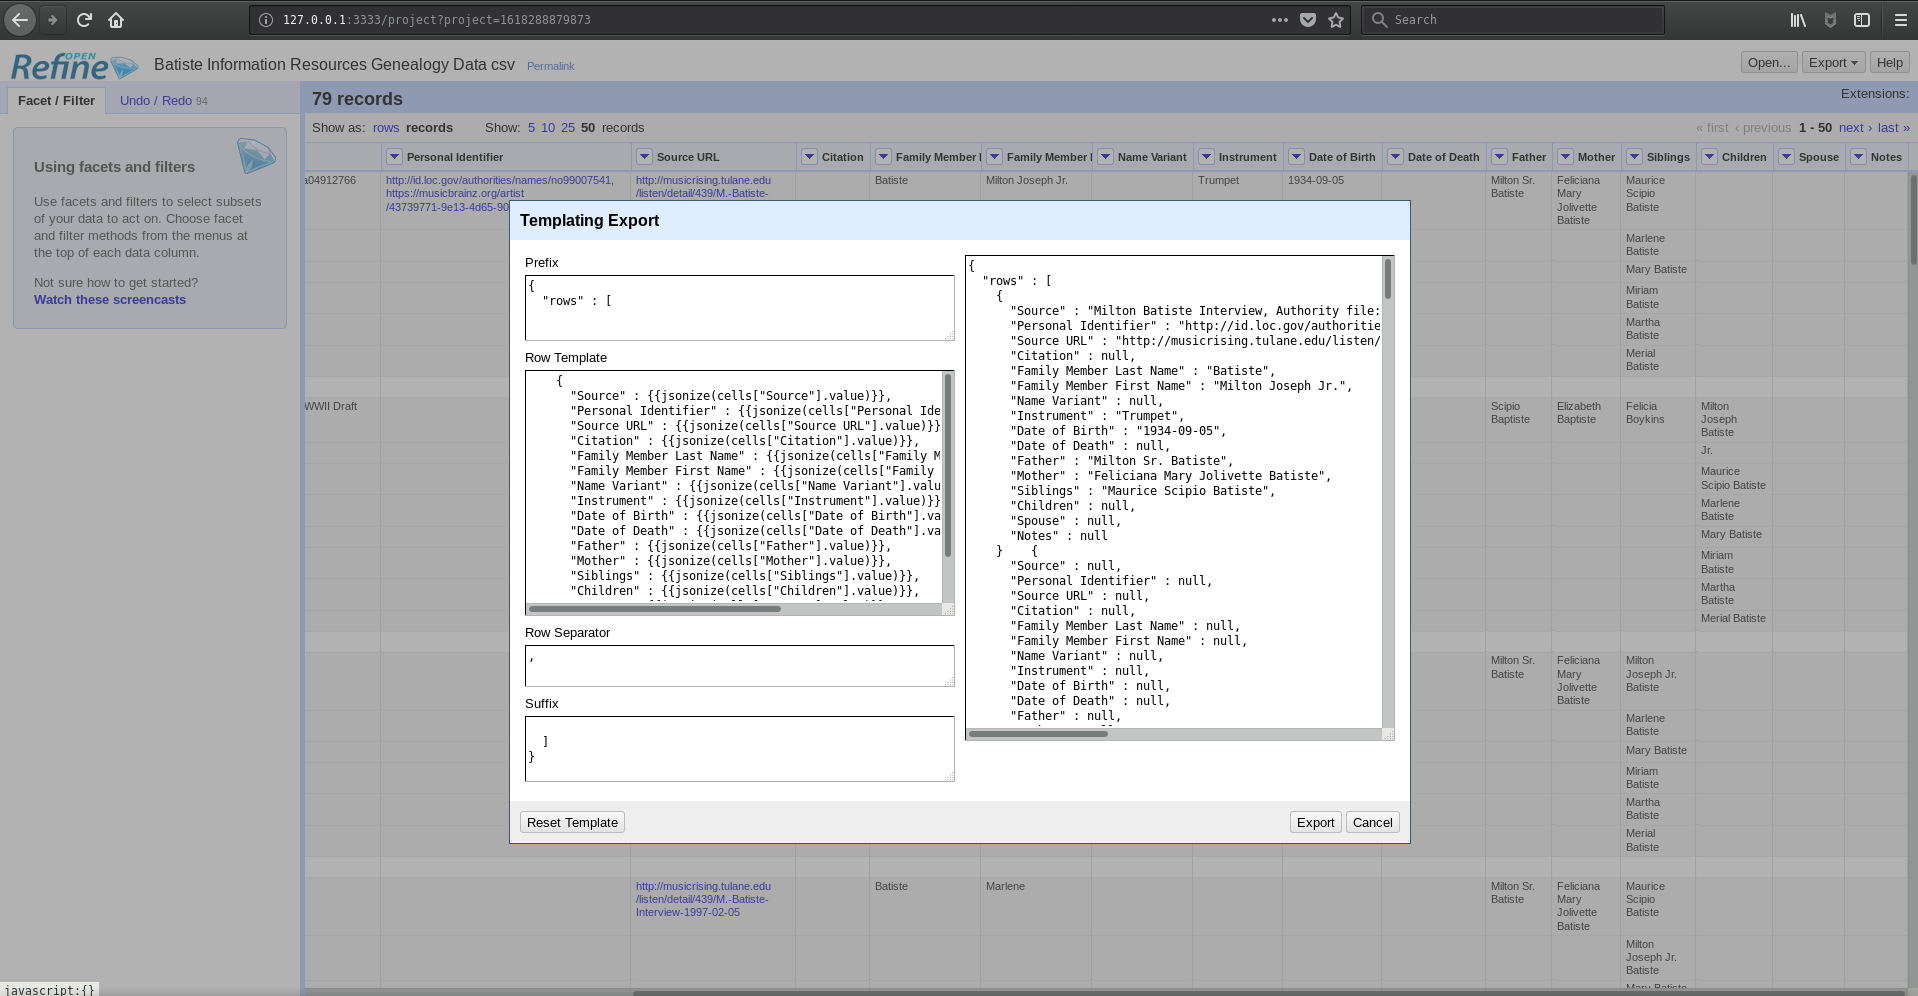 127.0.0.1:3333/project?project=1618288879873
Search
OPEN
Refine
Batiste Information Resources Genealogy Data csv Permalink
Open... Export Help
Facet / Filter Undo / Redo 94
79 records
Extensions:
Show as: rows records Show: 5 10 25 50 records
« first ‹ previous 1 - 50 next › last »
Using facets and filters
Use facets and filters to select subsets
of your data to act on. Choose facet
and filter methods from the menus at
the top of each data column.
Not sure how to get started?
Watch these screencasts
Personal Identifier Source URL Citation Family Member Family Member Name Variant Instrument Date of Birth Date of Death Father Mother Siblings Children Spouse Notes
a04912766
http://id.loc.gov/authorities/names/no99007541,
https://musicbrainz.org/artist
/43739771-9e13-4d65-90
http://musicrising.tulane.edu
/listen/detail/439/M.-Batiste-
Batiste
Milton Joseph Jr.
Trumpet
1934-09-05
Milton Sr.
Batiste
Feliciana
Mary
Jolivette
Batiste
Maurice
Scipio
Batiste
Marlene
Batiste
Mary Batiste
Miriam
Batiste
Martha
Batiste
Merial
Batiste
WWII Draft
Scipio
Baptiste
Elizabeth
Baptiste
Felicia
Boykins
Milton
Joseph
Batiste
Jr.
Maurice
Scipio Batiste
Marlene
Batiste
Mary Batiste
Miriam
Batiste
Martha
Batiste
Merial Batiste
Milton Sr.
Batiste
Feliciana
Mary
Jolivette
Batiste
Milton
Joseph Jr.
Batiste
Marlene
Batiste
Mary Batiste
Miriam
Batiste
Martha
Batiste
Merial
Batiste
http://musicrising.tulane.edu
/listen/detail/439/M.-Batiste-
Interview-1997-02-05
Batiste
Marlene
Milton Sr.
Batiste
Feliciana
Mary
Jolivette
Batiste
Maurice
Scipio
Batiste
Milton
Joseph Jr.
Batiste
Mary Batiste
Templating Export
Prefix
{
  "rows" : [
Row Template
    {
      "Source" : {{jsonize(cells["Source"].value)}},
      "Personal Identifier" : {{jsonize(cells["Personal Ide
      "Source URL" : {{jsonize(cells["Source URL"].value)}}
      "Citation" : {{jsonize(cells["Citation"].value)}},
      "Family Member Last Name" : {{jsonize(cells["Family M
      "Family Member First Name" : {{jsonize(cells["Family
      "Name Variant" : {{jsonize(cells["Name Variant"].valu
      "Instrument" : {{jsonize(cells["Instrument"].value)}}
      "Date of Birth" : {{jsonize(cells["Date of Birth"].va
      "Date of Death" : {{jsonize(cells["Date of Death"].va
      "Father" : {{jsonize(cells["Father"].value)}},
      "Mother" : {{jsonize(cells["Mother"].value)}},
      "Siblings" : {{jsonize(cells["Siblings"].value)}},
      "Children" : {{jsonize(cells["Children"].value)}},
Row Separator
,
Suffix
  ]
}
{
  "rows" : [
    {
      "Source" : "Milton Batiste Interview, Authority file:
      "Personal Identifier" : "http://id.loc.gov/authoritie
      "Source URL" : "http://musicrising.tulane.edu/listen/
      "Citation" : null,
      "Family Member Last Name" : "Batiste",
      "Family Member First Name" : "Milton Joseph Jr.",
      "Name Variant" : null,
      "Instrument" : "Trumpet",
      "Date of Birth" : "1934-09-05",
      "Date of Death" : null,
      "Father" : "Milton Sr. Batiste",
      "Mother" : "Feliciana Mary Jolivette Batiste",
      "Siblings" : "Maurice Scipio Batiste",
      "Children" : null,
      "Spouse" : null,
      "Notes" : null
    }    {
      "Source" : null,
      "Personal Identifier" : null,
      "Source URL" : null,
      "Citation" : null,
      "Family Member Last Name" : null,
      "Family Member First Name" : null,
      "Name Variant" : null,
      "Instrument" : null,
      "Date of Birth" : null,
      "Date of Death" : null,
      "Father" : null,
Reset Template
Export Cancel
javascript:{}